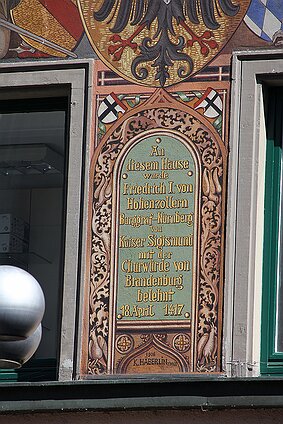 An
diesem Hause
wurde
Friedrich I von
Hohenzollern
Burggraf-Nürnberg
von
Kaiser Sigismund
mit der
Churwürde von
Brandenburg
belehnt
18. April 1417.
K. HAEBERLIN